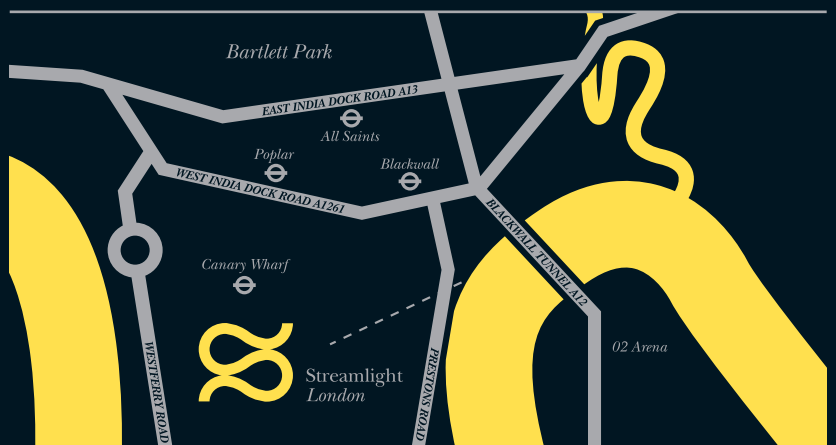 Bartlett Park
EAST INDIA DOCK ROAD A13
All Saints
Poplar
Blackwall
WEST INDIA DOCK ROAD A1261
BLACKWALL TUNNEL A12
Canary Wharf
02 Arena
WESTFERRY ROAD
PRESTONS ROAD
Streamlight
London